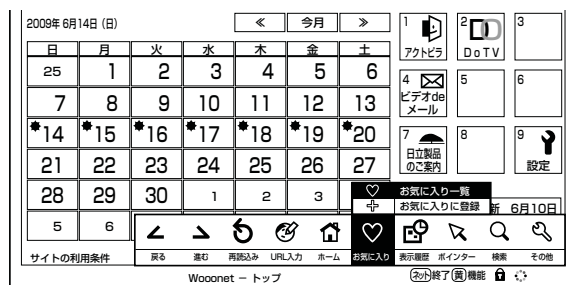 2009年 6月14日（日）
≪ 今月 ≫
日 月 火 水 木 金 土
25 1 2 3 4 5 6
7 8 9 10 11 12 13
14 15 16 17 18 19 20
21 22 23 24 25 26 27
28 29 30 1 2 3
5 6
1 アクトビラ
2 DoTV
3
4 ビデオde
メール
5
6
7 日立製品
のご案内
8
9 設定
お気に入り一覧
お気に入りに登録
新 6月10日
サイトの利用条件
戻る 進む 再読込み URL入力 ホーム お気に入り 表示履歴 ポインター 検索 その他
Wooonet － トップ
ネット終了 黄機能